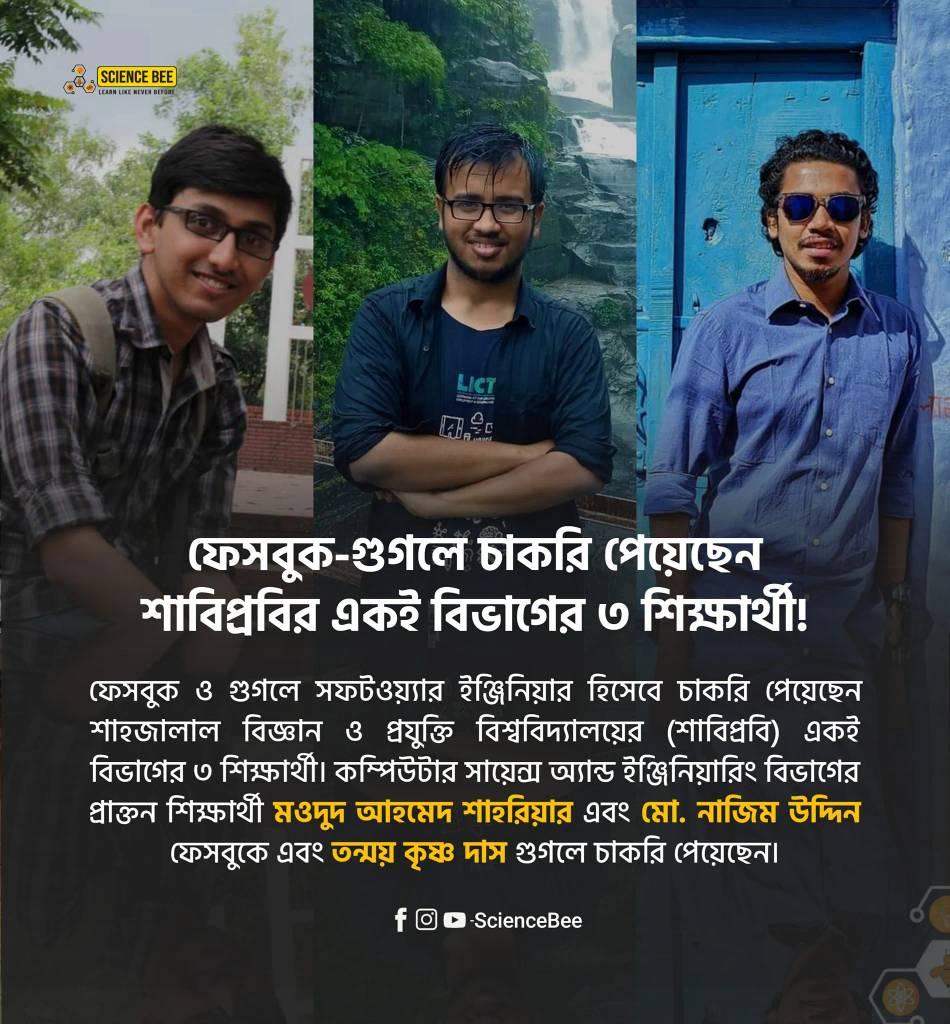 SCIENCE BEE
LEARN LIKE NEVER BEFORE
LICT
ফেসবুক-গুগলে চাকরি পেয়েছেন
শাবিপ্রবির একই বিভাগের ৩ শিক্ষার্থী!
ফেসবুক ও গুগলে সফটওয়্যার ইঞ্জিনিয়ার হিসেবে চাকরি পেয়েছেন
শাহজালাল বিজ্ঞান ও প্রযুক্তি বিশ্ববিদ্যালয়ের (শাবিপ্রবি) একই
বিভাগের ৩ শিক্ষার্থী। কম্পিউটার সায়েন্স অ্যান্ড ইঞ্জিনিয়ারিং বিভাগের
প্রাক্তন শিক্ষার্থী মওদুদ আহমেদ শাহরিয়ার এবং মো. নাজিম উদ্দিন
ফেসবুকে এবং তন্ময় কৃষ্ণ দাস গুগলে চাকরি পেয়েছেন।
-ScienceBee